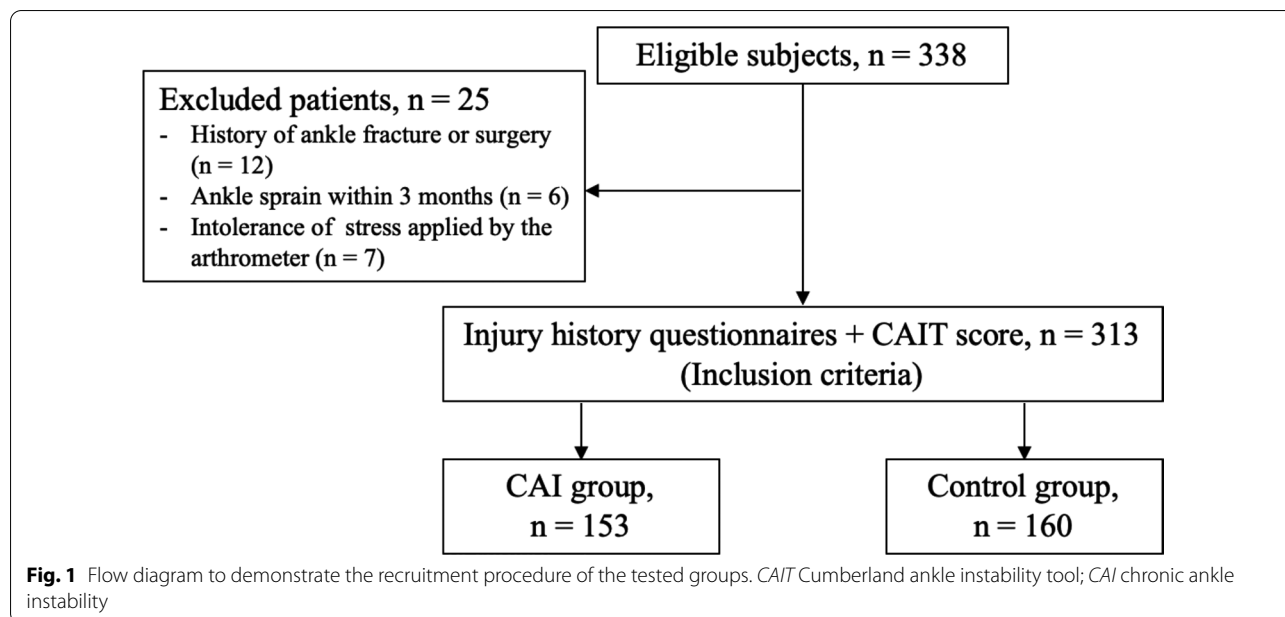 Eligible subjects, n = 338
Excluded patients, n = 25
- History of ankle fracture or surgery
(n = 12)
- Ankle sprain within 3 months (n = 6)
- Intolerance of stress applied by the
arthrometer (n = 7)
Injury history questionnaires + CAIT score, n = 313
(Inclusion criteria)
CAI group,
n = 153
Control group,
n = 160
Fig. 1 Flow diagram to demonstrate the recruitment procedure of the tested groups. CAIT Cumberland ankle instability tool; CAI chronic ankle
instability